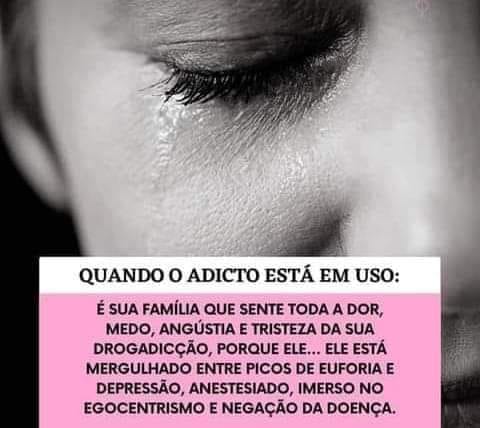 QUANDO O ADICTO ESTÁ EM USO:
É SUA FAMÍLIA QUE SENTE TODA A DOR,
MEDO, ANGÚSTIA E TRISTEZA DA SUA
DROGADICCÇÃO, PORQUE ELE... ELE ESTÁ
MERGULHADO ENTRE PICOS DE EUFORIA E
DEPRESSÃO, ANESTESIADO, IMERSO NO
EGOCENTRISMO E NEGAÇÃO DA DOENÇA.